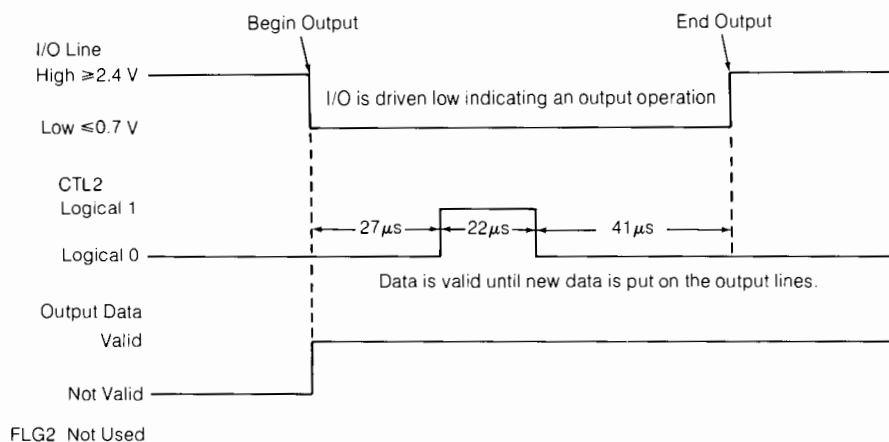 Begin Output
End Output
I/O Line
High ≥2.4 V
I/O is driven low indicating an output operation
Low ≤0.7 V
CTL2
Logical 1
27μs
22μs
41μs
Logical 0
Data is valid until new data is put on the output lines.
Output Data
Valid
Not Valid
FLG2 Not Used